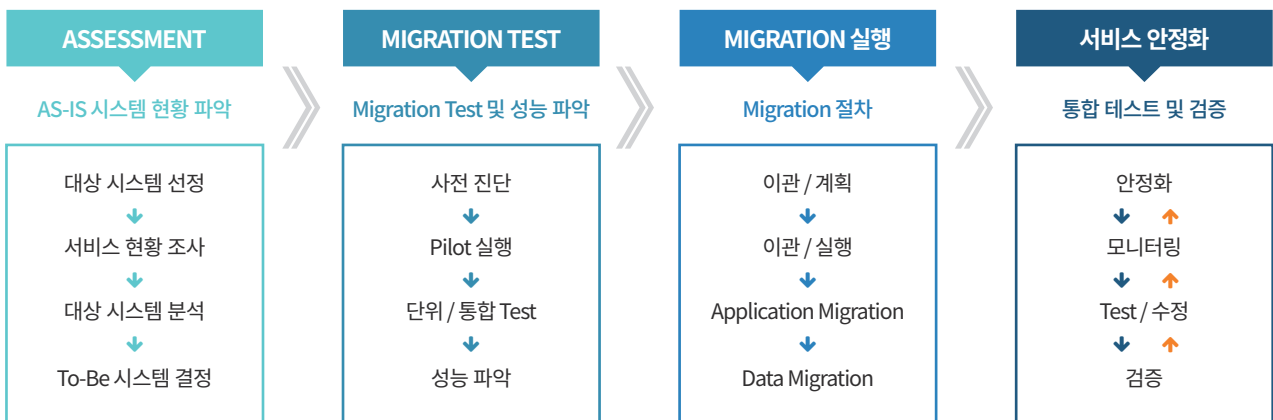 ASSESSMENT
AS-IS 시스템 현황 파악
대상 시스템 선정
서비스 현황 조사
대상 시스템 분석
To-Be 시스템 결정
MIGRATION TEST
Migration Test 및 성능 파악
사전 진단
Pilot 실행
단위 / 통합 Test
성능 파악
MIGRATION 실행
Migration 절차
이관 / 계획
이관 / 실행
Application Migration
Data Migration
서비스 안정화
통합 테스트 및 검증
안정화
모니터링
Test / 수정
검증